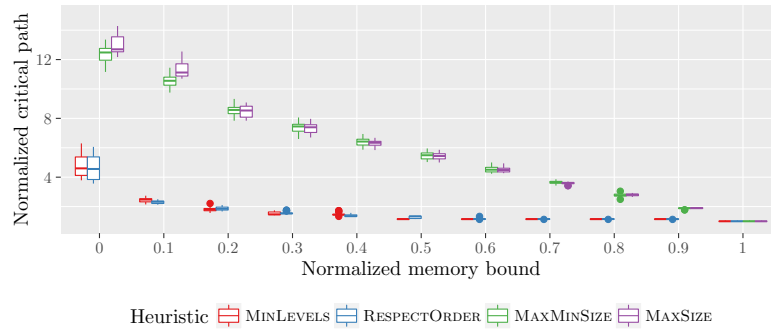 Normalized critical path
12
8
4
0 0.1 0.2 0.3 0.4 0.5 0.6 0.7 0.8 0.9 1
Normalized memory bound
Heuristic MINLEVELS RESPECTORDER MAXMINSIZE MAXSIZE